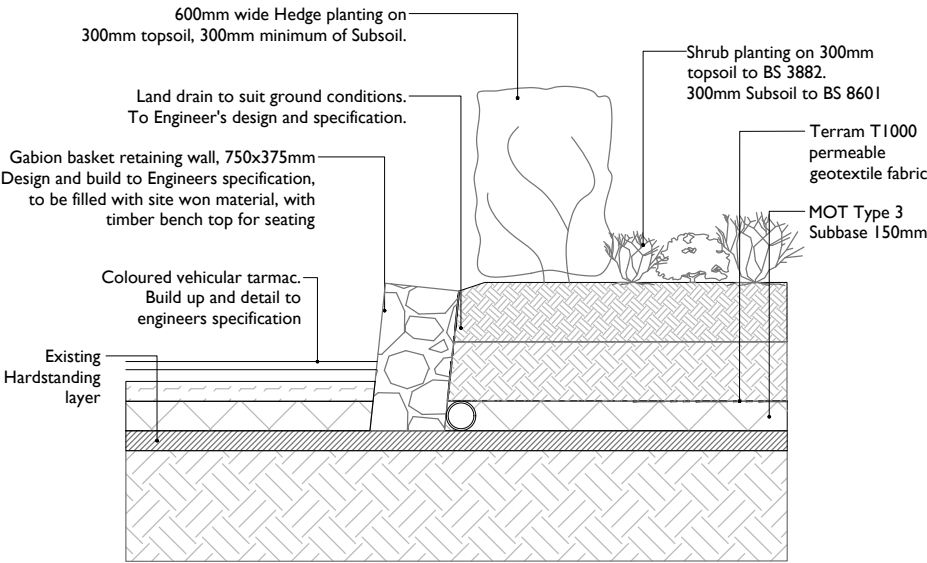 600mm wide Hedge planting on
300mm topsoil, 300mm minimum of Subsoil.
Shrub planting on 300mm
topsoil to BS 3882.
300mm Subsoil to BS 8601
Land drain to suit ground conditions.
To Engineer's design and specification.
Terram T1000
permeable
geotextile fabric
Gabion basket retaining wall, 750x375mm
Design and build to Engineers specification,
to be filled with site won material, with
timber bench top for seating
MOT Type 3
Subbase 150mm
Coloured vehicular tarmac.
Build up and detail to
engineers specification
Existing
Hardstanding
layer